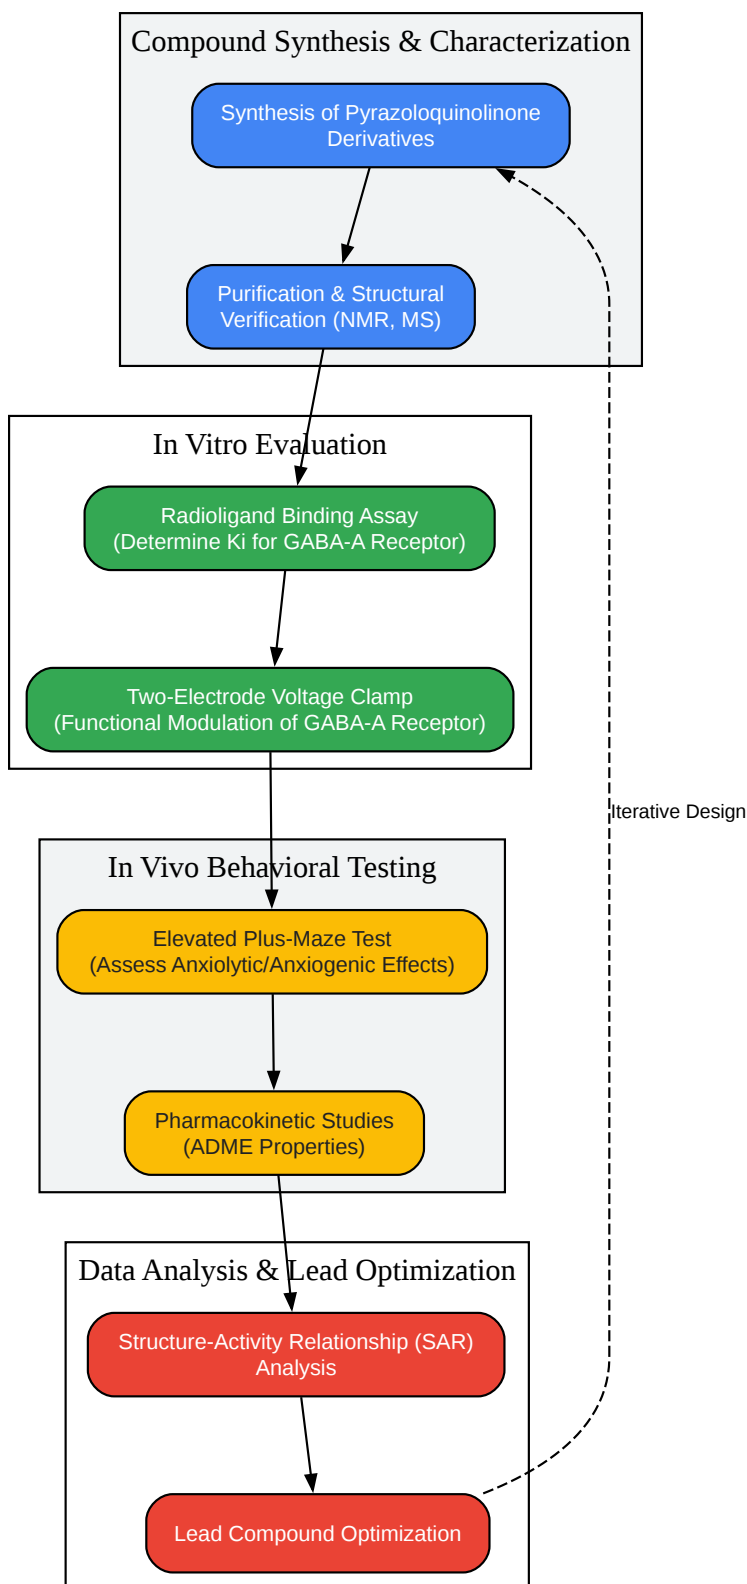 Compound Synthesis & Characterization
Synthesis of Pyrazoloquinolinone
Derivatives
Purification & Structural
Verification (NMR, MS)
In Vitro Evaluation
Radioligand Binding Assay
(Determine Ki for GABA-A Receptor)
Two-Electrode Voltage Clamp
(Functional Modulation of GABA-A Receptor)
Iterative Design
In Vivo Behavioral Testing
Elevated Plus-Maze Test
(Assess Anxiolytic/Anxiogenic Effects)
Pharmacokinetic Studies
(ADME Properties)
Data Analysis & Lead Optimization
Structure-Activity Relationship (SAR)
Analysis
Lead Compound Optimization